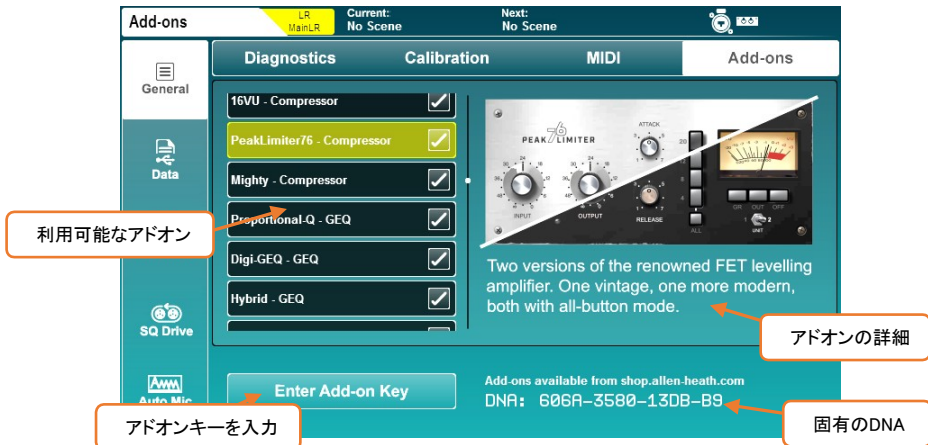 Add-ons
LR
MainLR
Current:
No Scene
Next:
No Scene
General
Diagnostics
Calibration
MIDI
Add-ons
16VU - Compressor
PeakLimiter76 - Compressor
Mighty - Compressor
Proportional-Q - GEQ
Digi-GEQ - GEQ
Hybrid - GEQ
Data
SQ Drive
Auto Mic
PEAK 76 LIMITER
ATTACK
INPUT
OUTPUT
RELEASE
ALL
GR OUT OFF
1 2
UNIT
Two versions of the renowned FET levelling
amplifier. One vintage, one more modern,
both with all-button mode.
Enter Add-on Key
Add-ons available from shop.allen-heath.com
DNA: 606A-3580-13DB-B9
利用可能なアドオン
アドオンの詳細
アドオンキーを入力
固有のDNA